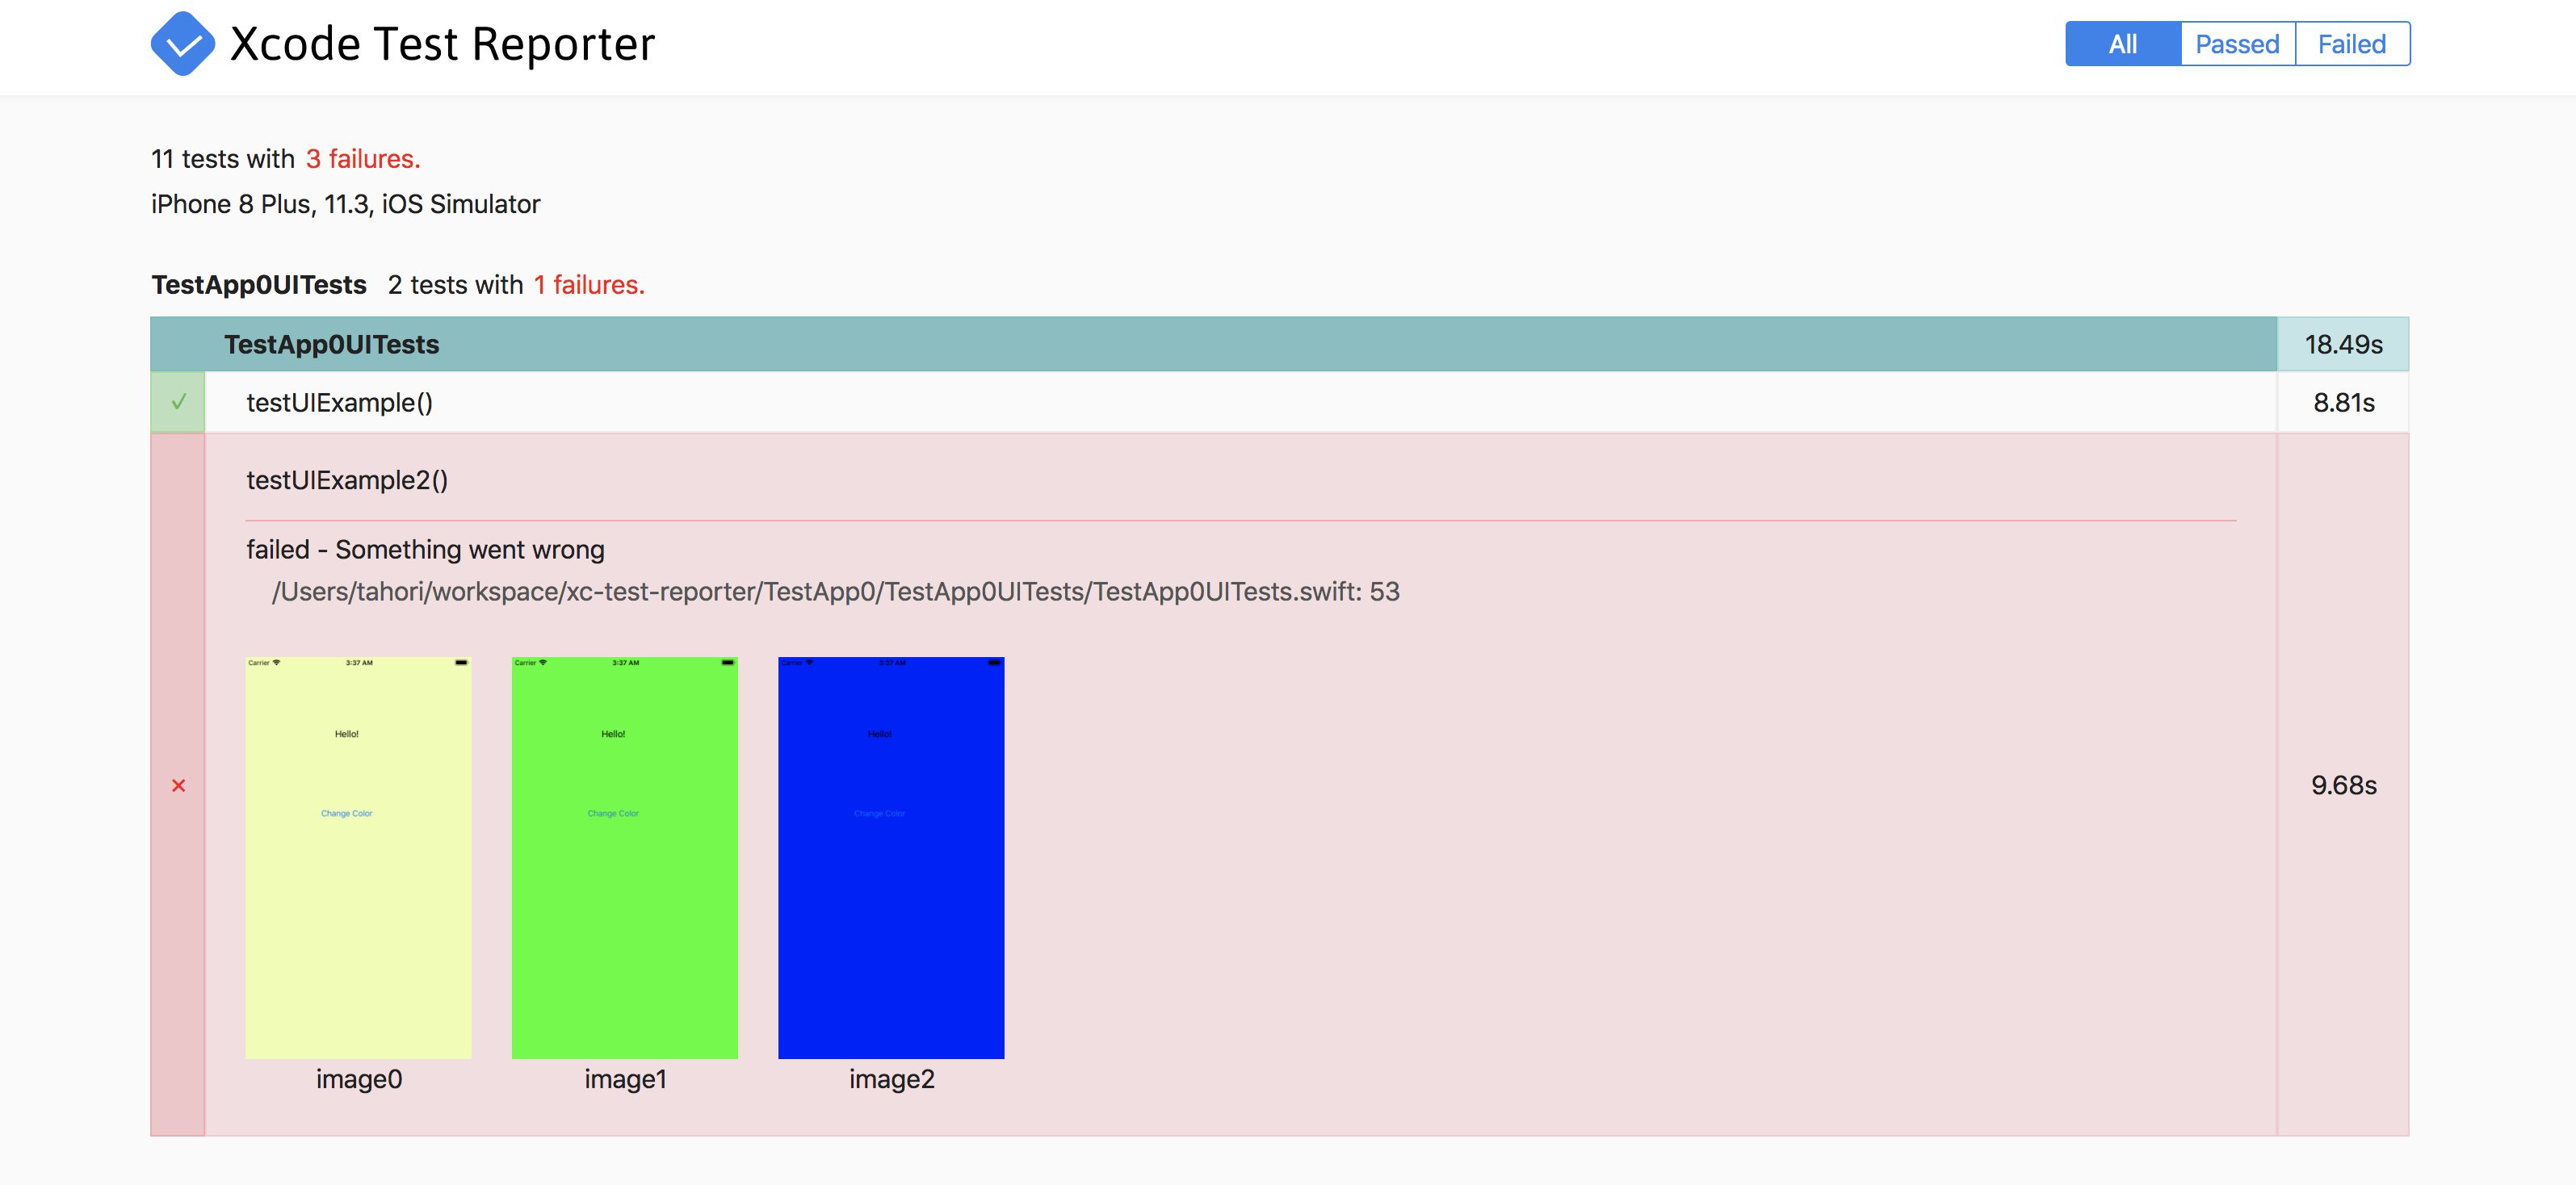 Xcode Test Reporter
All Passed Failed
11 tests with 3 failures.
iPhone 8 Plus, 11.3, iOS Simulator
TestApp0UITests 2 tests with 1 failures.
TestApp0UITests 18.49s
✓ testUIExample() 8.81s
testUIExample2()
failed - Something went wrong
/Users/tahori/workspace/xc-test-reporter/TestApp0/TestApp0UITests/TestApp0UITests.swift: 53
Carrier 3:37 AM Carrier 3:37 AM Carrier 3:37 AM
Hello! Hello! Hello!
× 9.68s
Change Color Change Color Change Color
image0 image1 image2